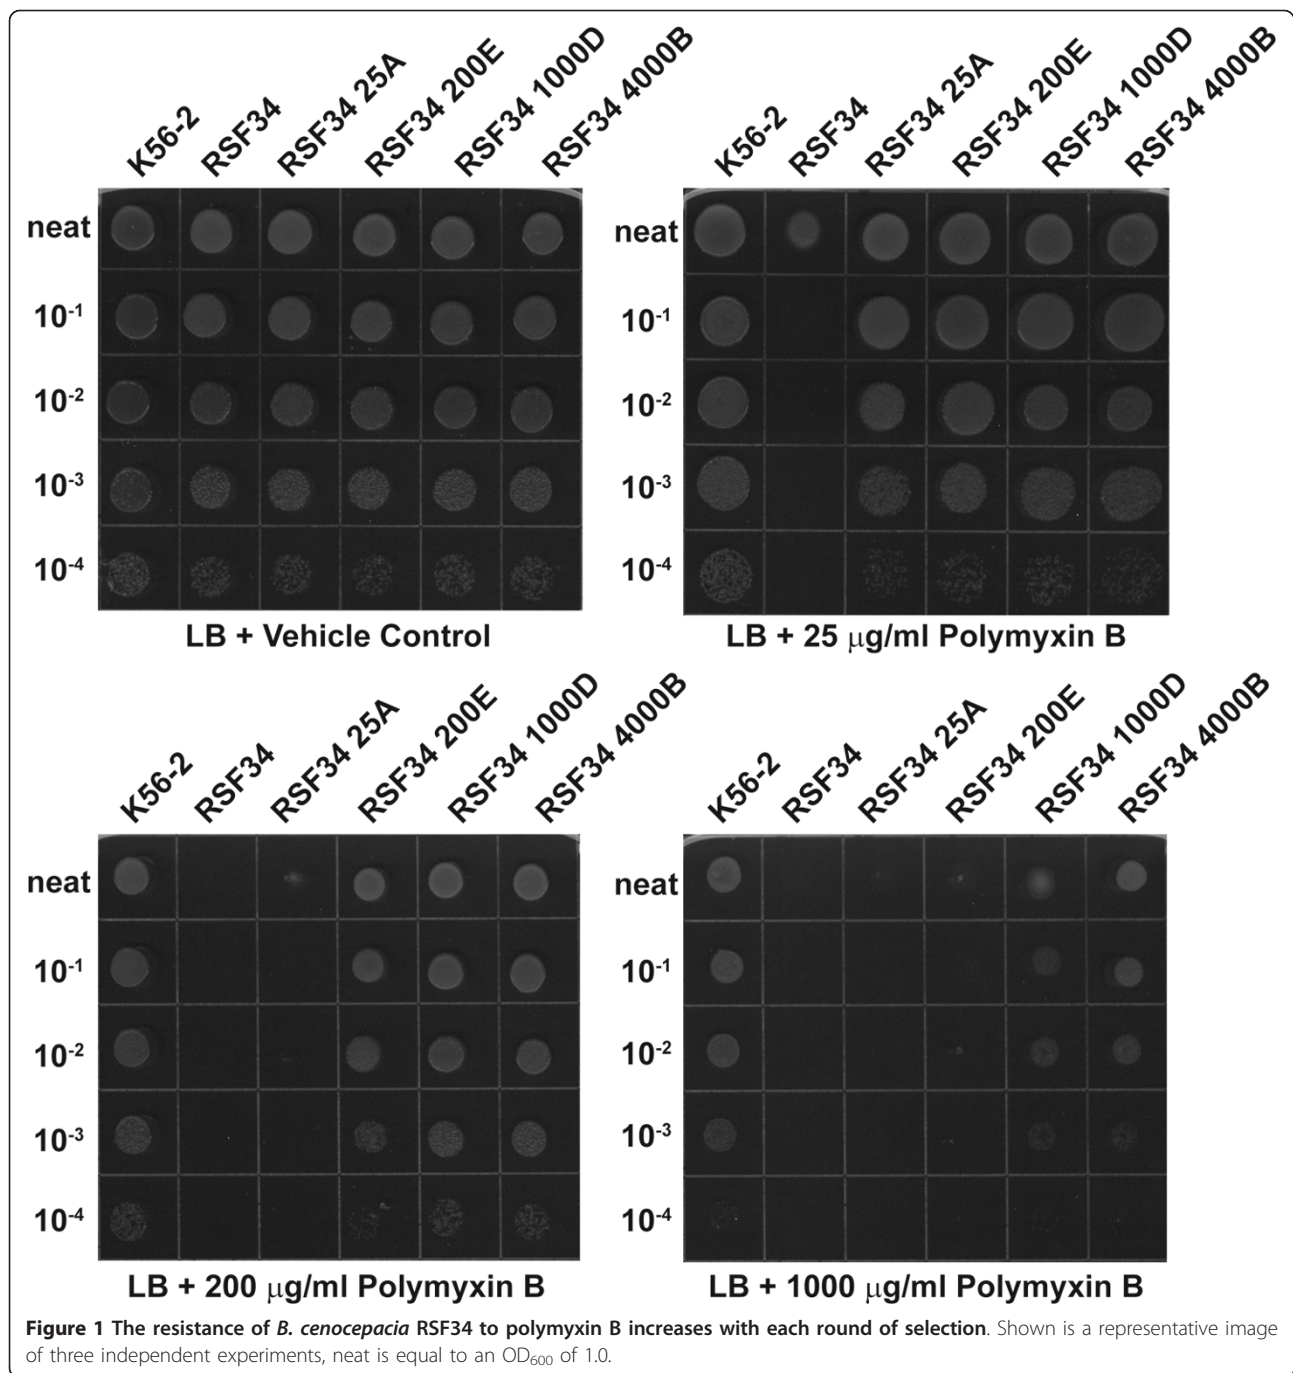 K56-2 RSF34 RSF34 25A RSF34 200E RSF34 1000D RSF34 4000B
neat
10⁻¹
10⁻²
10⁻³
10⁻⁴
LB + Vehicle Control
K56-2 RSF34 RSF34 25A RSF34 200E RSF34 1000D RSF34 4000B
neat
10⁻¹
10⁻²
10⁻³
10⁻⁴
LB + 25 μg/ml Polymyxin B
K56-2 RSF34 RSF34 25A RSF34 200E RSF34 1000D RSF34 4000B
neat
10⁻¹
10⁻²
10⁻³
10⁻⁴
LB + 200 μg/ml Polymyxin B
K56-2 RSF34 RSF34 25A RSF34 200E RSF34 1000D RSF34 4000B
neat
10⁻¹
10⁻²
10⁻³
10⁻⁴
LB + 1000 μg/ml Polymyxin B
Figure 1 The resistance of B. cenocepacia RSF34 to polymyxin B increases with each round of selection. Shown is a representative image
of three independent experiments, neat is equal to an OD₆₀₀ of 1.0.